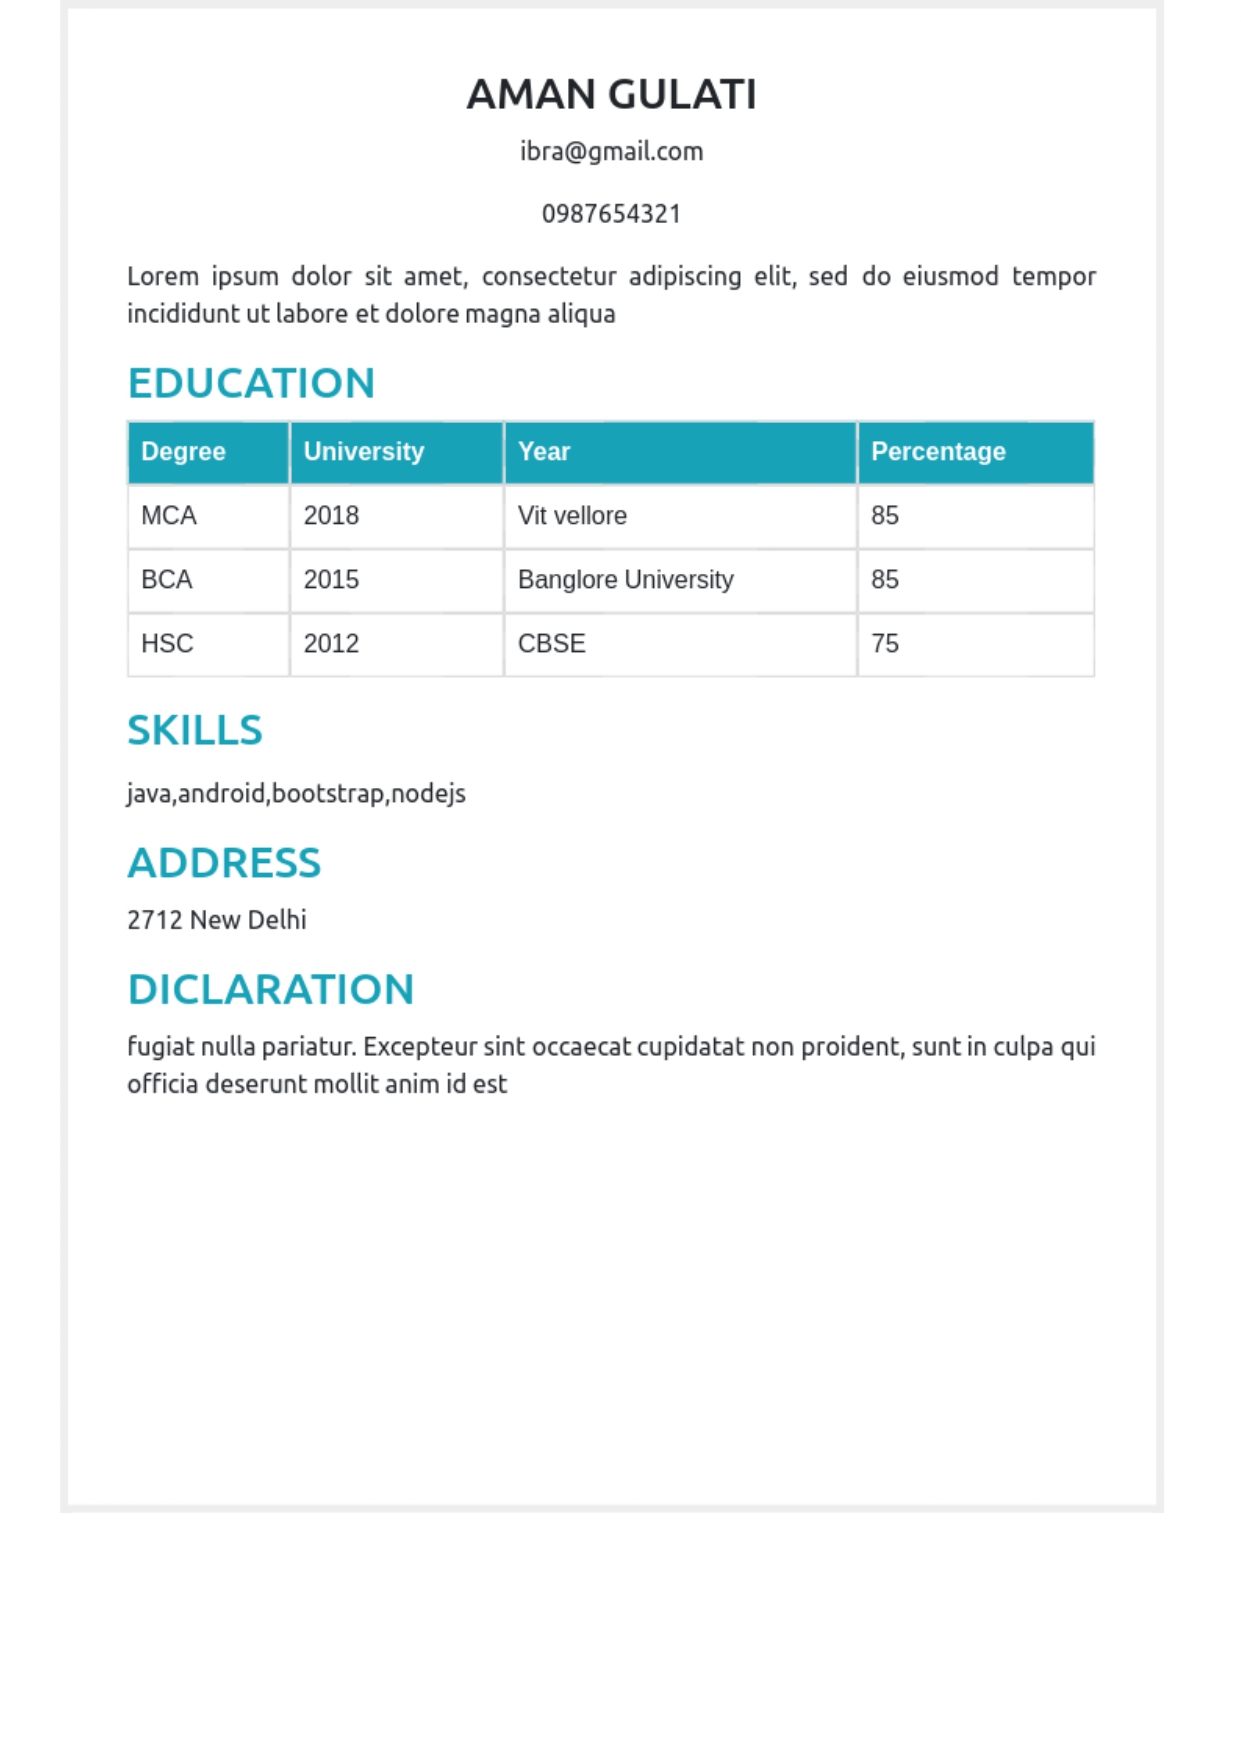 AMAN GULATI
ibra@gmail.com
0987654321
Lorem ipsum dolor sit amet, consectetur adipiscing elit, sed do eiusmod tempor
incididunt ut labore et dolore magna aliqua
EDUCATION
Degree University Year Percentage
MCA 2018 Vit vellore 85
BCA 2015 Banglore University 85
HSC 2012 CBSE 75
SKILLS
java,android,bootstrap,nodejs
ADDRESS
2712 New Delhi
DICLARATION
fugiat nulla pariatur. Excepteur sint occaecat cupidatat non proident, sunt in culpa qui
officia deserunt mollit anim id est